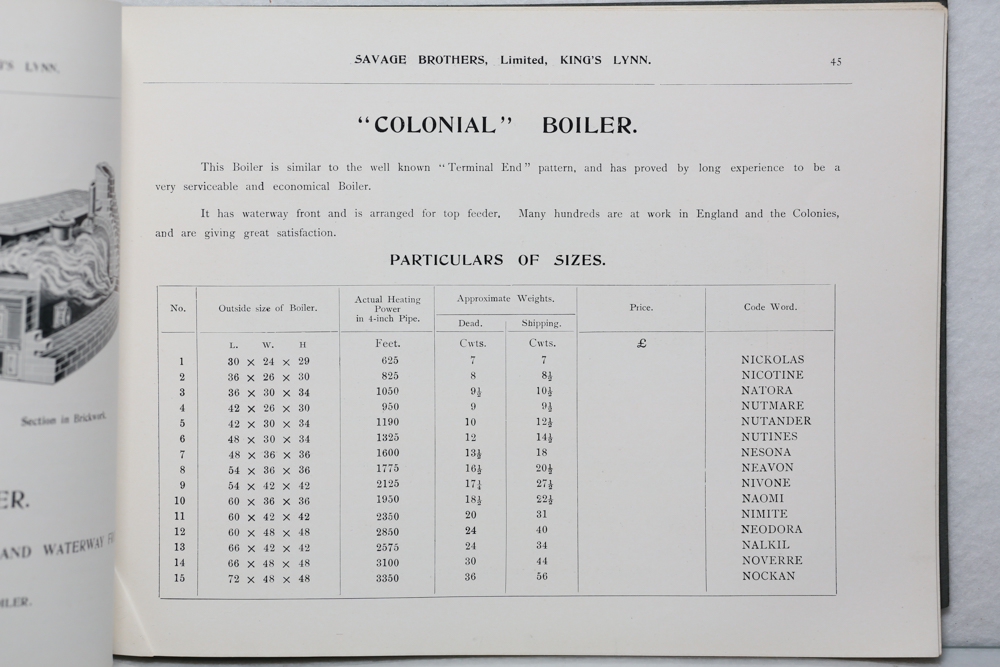 G'S LYNN.
Section in Brickwork.
ER.
AND WATERWAY
OILER.
SAVAGE BROTHERS, Limited, KING'S LYNN. 45
"COLONIAL" BOILER.
This Boiler is similar to the well known "Terminal End" pattern, and has proved by long experience to be a
very serviceable and economical Boiler.
It has waterway front and is arranged for top feeder, Many hundreds are at work in England and the Colonies,
and are giving great satisfaction.
PARTICULARS OF SIZES.
No. Outside size of Boiler. Actual Heating Power in 4-inch Pipe. Approximate Weights. Price. Code Word.
Dead. Shipping.
L. W. H Feet. Cwts. Cwts. £
1 30 × 24 × 29 625 7 7 NICKOLAS
2 36 × 26 × 30 825 8 8½ NICOTINE
3 36 × 30 × 34 1050 9½ 10½ NATORA
4 42 × 26 × 30 950 9 9½ NUTMARE
5 42 × 30 × 34 1190 10 12½ NUTANDER
6 48 × 30 × 34 1325 12 14½ NUTINES
7 48 × 36 × 36 1600 13½ 18 NESONA
8 54 × 36 × 36 1775 16½ 20½ NEAVON
9 54 × 42 × 42 2125 17¼ 27½ NIVONE
10 60 × 36 × 36 1950 18½ 22½ NAOMI
11 60 × 42 × 42 2350 20 31 NIMITE
12 60 × 48 × 48 2850 24 40 NEODORA
13 66 × 42 × 42 2575 24 34 NALKIL
14 66 × 48 × 48 3100 30 44 NOVERRE
15 72 × 48 × 48 3350 36 56 NOCKAN